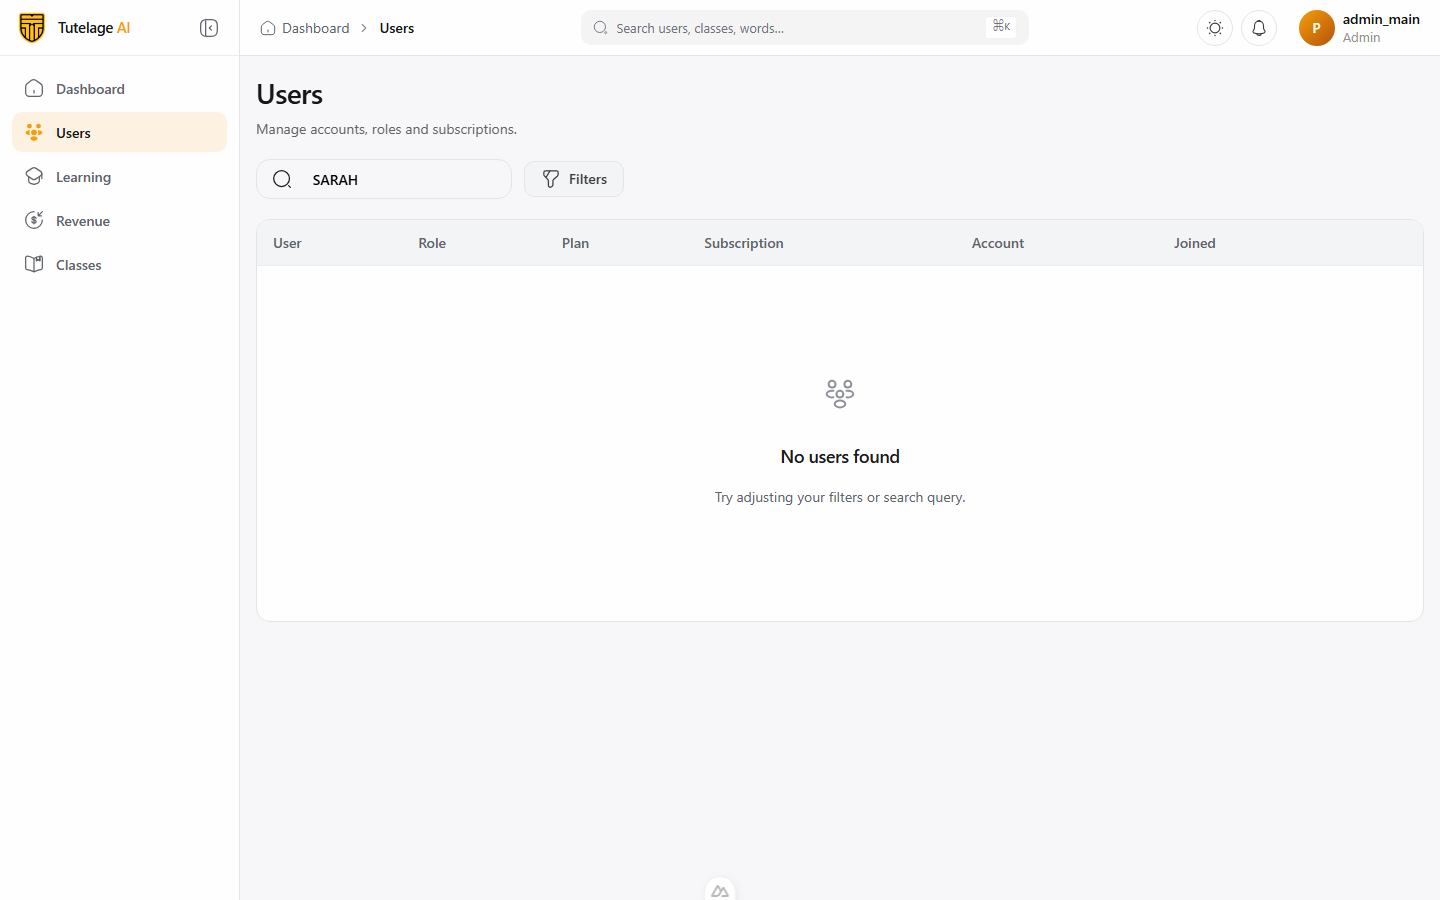 Tutelage AI
Dashboard
Users
Search users, classes, words...
⌘K
P
admin_main
Admin
Dashboard
Users
Learning
Revenue
Classes
Users
Manage accounts, roles and subscriptions.
SARAH
Filters
User Role Plan Subscription Account Joined
No users found
Try adjusting your filters or search query.